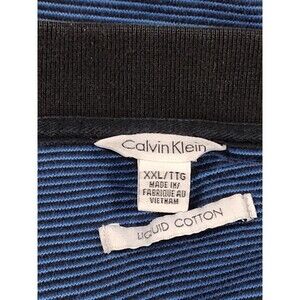 Calvin Klein
XXL/TTG
MADE IN/
FABRIQUÉ AU
VIETNAM
LIQUID COTTON